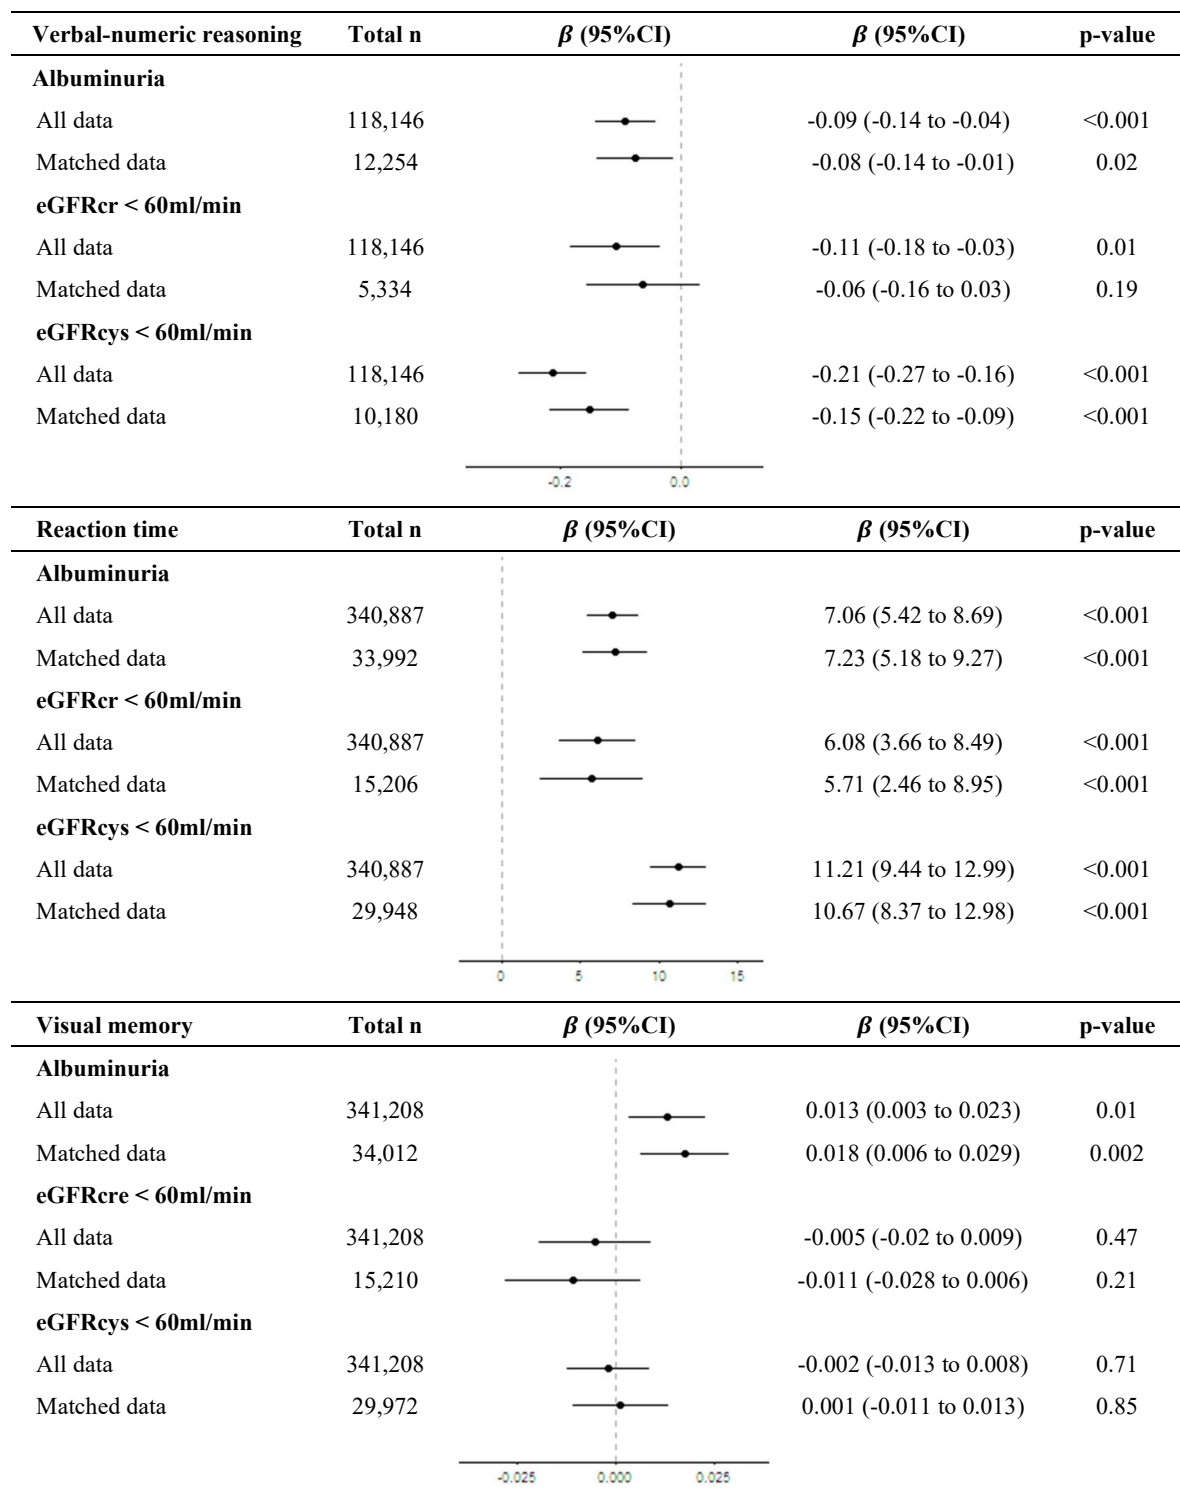 Verbal-numeric reasoning Total n β (95%CI) β (95%CI) p-value
Albuminuria
All data 118,146 -0.09 (-0.14 to -0.04) <0.001
Matched data 12,254 -0.08 (-0.14 to -0.01) 0.02
eGFRcr < 60ml/min
All data 118,146 -0.11 (-0.18 to -0.03) 0.01
Matched data 5,334 -0.06 (-0.16 to 0.03) 0.19
eGFRcys < 60ml/min
All data 118,146 -0.21 (-0.27 to -0.16) <0.001
Matched data 10,180 -0.15 (-0.22 to -0.09) <0.001
-0.2 0.0
Reaction time Total n β (95%CI) β (95%CI) p-value
Albuminuria
All data 340,887 7.06 (5.42 to 8.69) <0.001
Matched data 33,992 7.23 (5.18 to 9.27) <0.001
eGFRcr < 60ml/min
All data 340,887 6.08 (3.66 to 8.49) <0.001
Matched data 15,206 5.71 (2.46 to 8.95) <0.001
eGFRcys < 60ml/min
All data 340,887 11.21 (9.44 to 12.99) <0.001
Matched data 29,948 10.67 (8.37 to 12.98) <0.001
0 5 10 15
Visual memory Total n β (95%CI) β (95%CI) p-value
Albuminuria
All data 341,208 0.013 (0.003 to 0.023) 0.01
Matched data 34,012 0.018 (0.006 to 0.029) 0.002
eGFRcre < 60ml/min
All data 341,208 -0.005 (-0.02 to 0.009) 0.47
Matched data 15,210 -0.011 (-0.028 to 0.006) 0.21
eGFRcys < 60ml/min
All data 341,208 -0.002 (-0.013 to 0.008) 0.71
Matched data 29,972 0.001 (-0.011 to 0.013) 0.85
-0.025 0.000 0.025